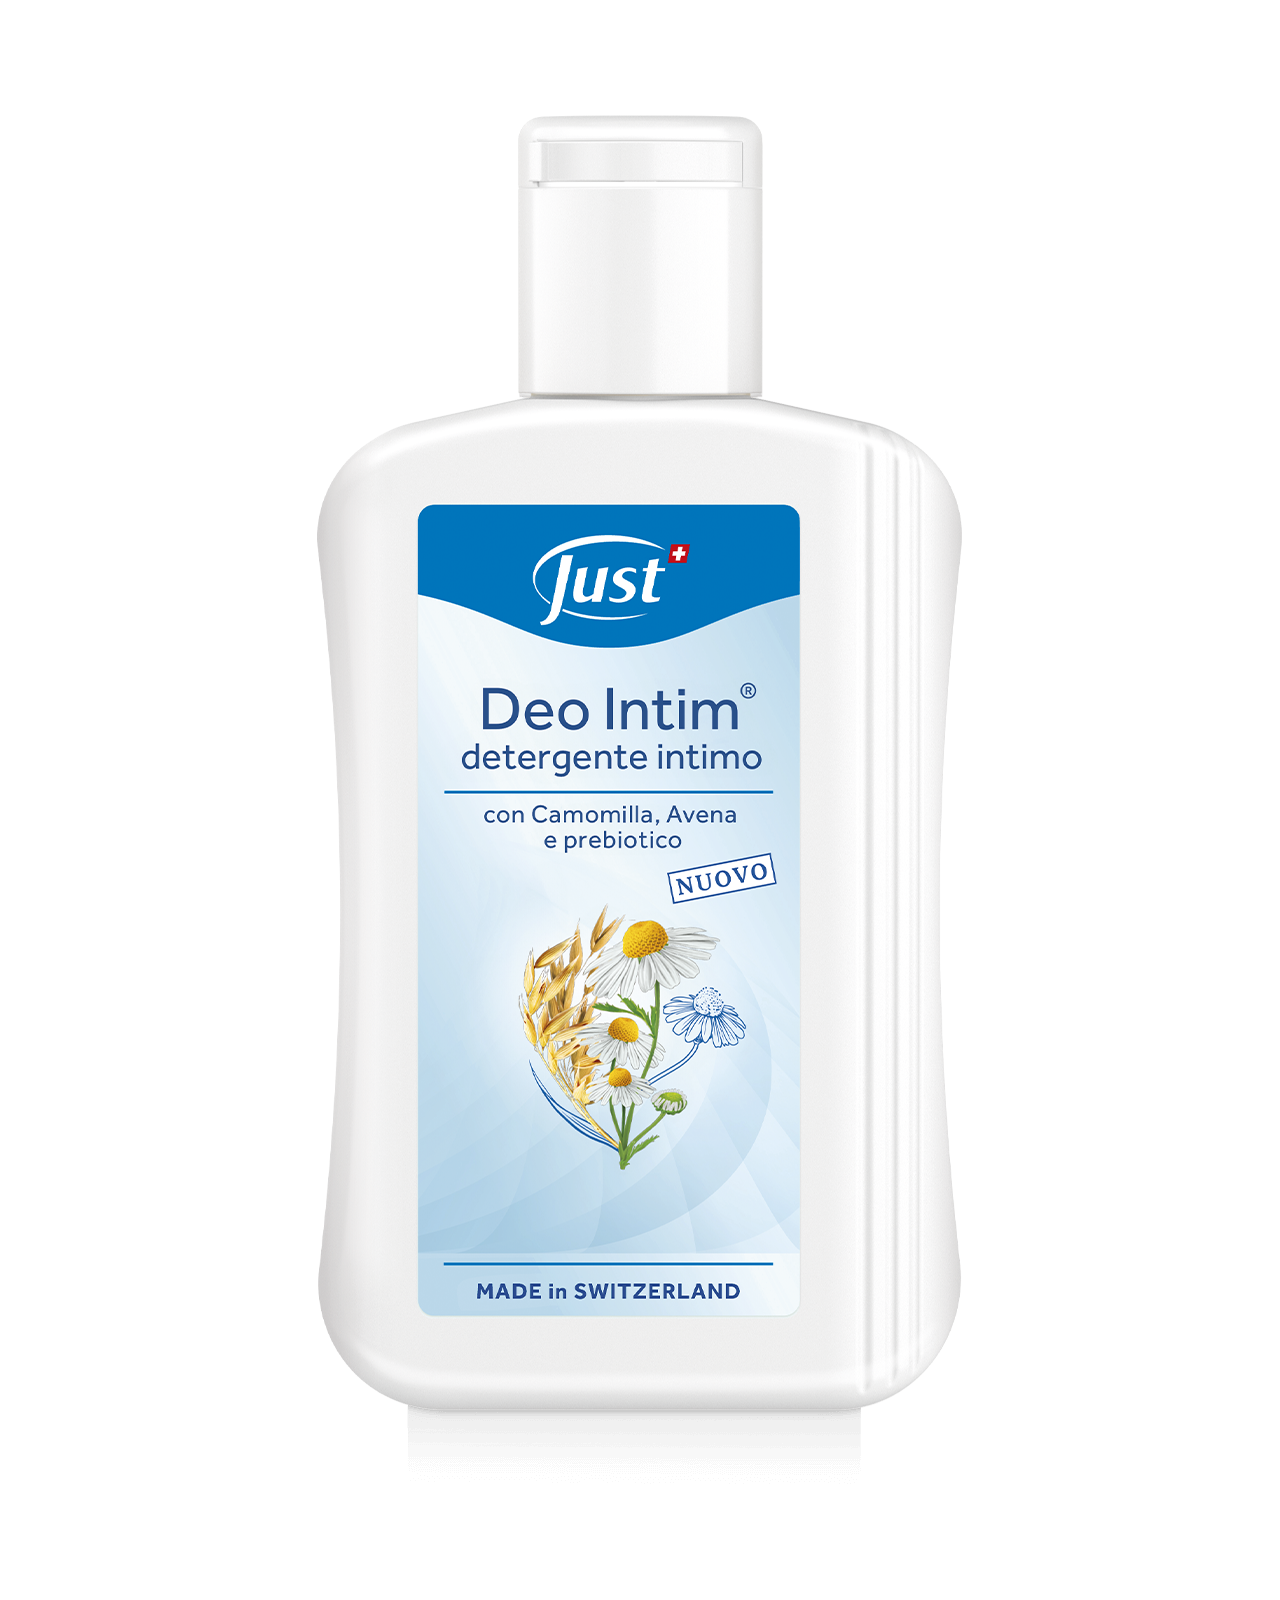 Just
Deo Intim®
detergente intimo
con Camomilla, Avena
e prebiotico
NUOVO
MADE in SWITZERLAND